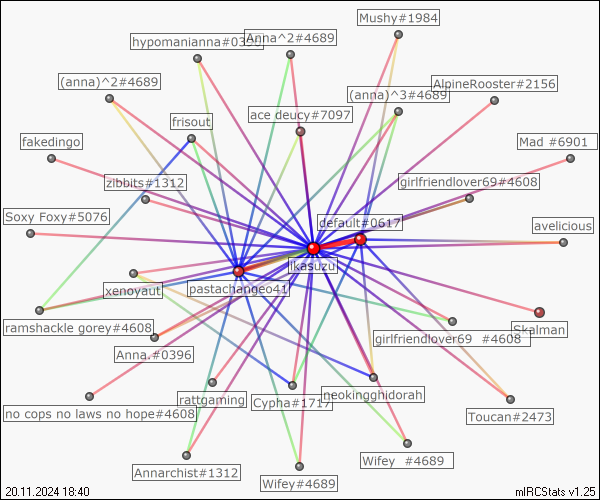 Mushy#1984
hypomanianna#0396
Anna^2#4689
(anna)^2#4689
AlpineRooster#2156
(anna)^3#4689
ace deucy#7097
frisout
fakedingo
Mad #6901
zibbits#1312
girlfriendlover69#4608
Soxy Foxy#5076
default#0617
avelicious
ikasuzu
xenoyaut
pastachangeo41
ramshackle gorey#4608
Skalman
girlfriendlover69 #4608
Anna.#0396
rattgaming
neokingghidorah
Cypha#1717
no cops no laws no hope#4608
Toucan#2473
Wifey #4689
Annarchist#1312
Wifey#4689
20.11.2024 18:40
mIRCStats v1.25